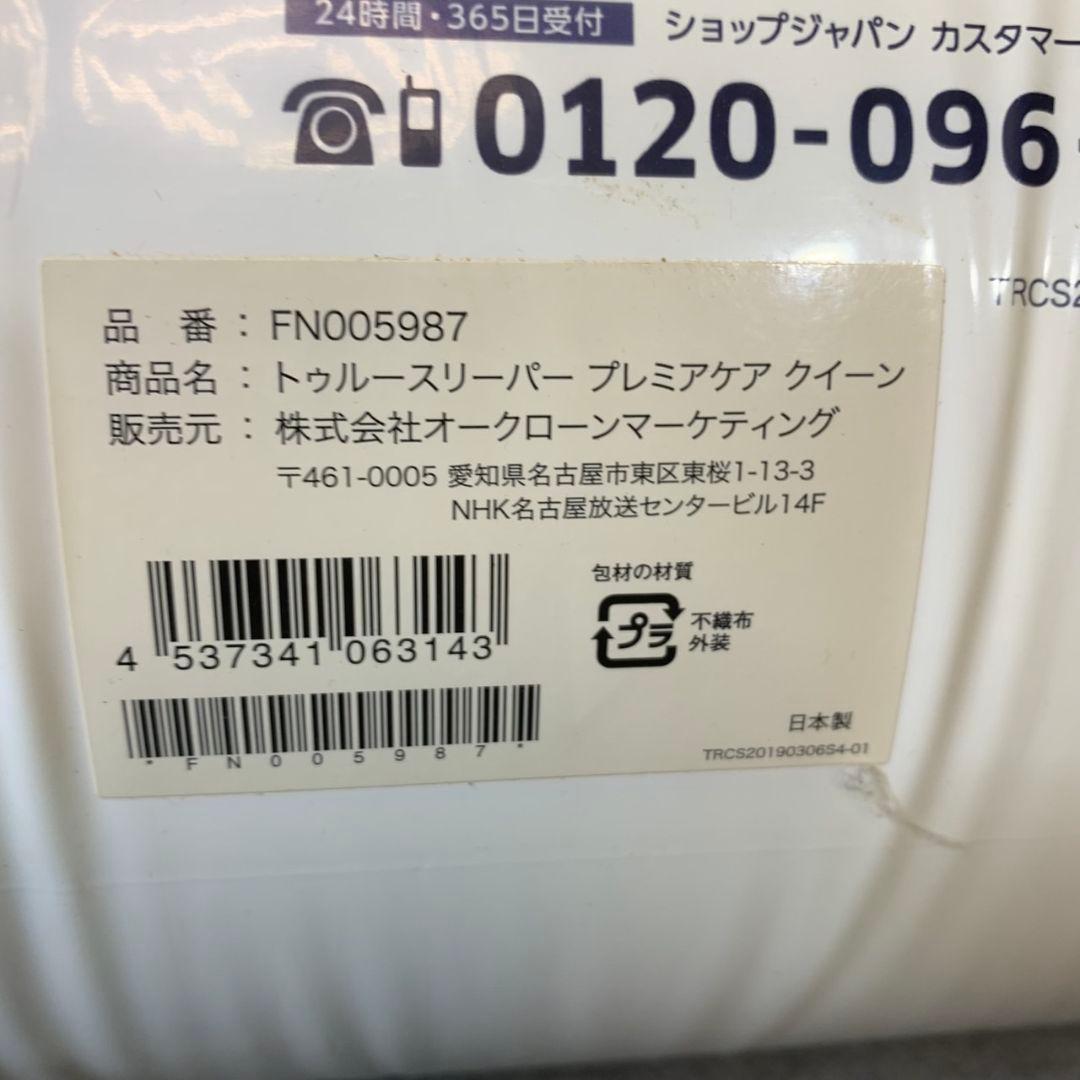 24時間・365日受付
ショップジャパン カスタマー
0120-096-
TRCS2
品　番：FN005987
商品名：トゥルースリーパー プレミアケア クイーン
販売元：株式会社オークローンマーケティング
〒461-0005 愛知県名古屋市東区東桜1-13-3
NHK名古屋放送センタービル14F
包材の材質
プラ
不織布
外装
4 537341 063143
*FN005987*
日本製
TRCS20190306S4-01